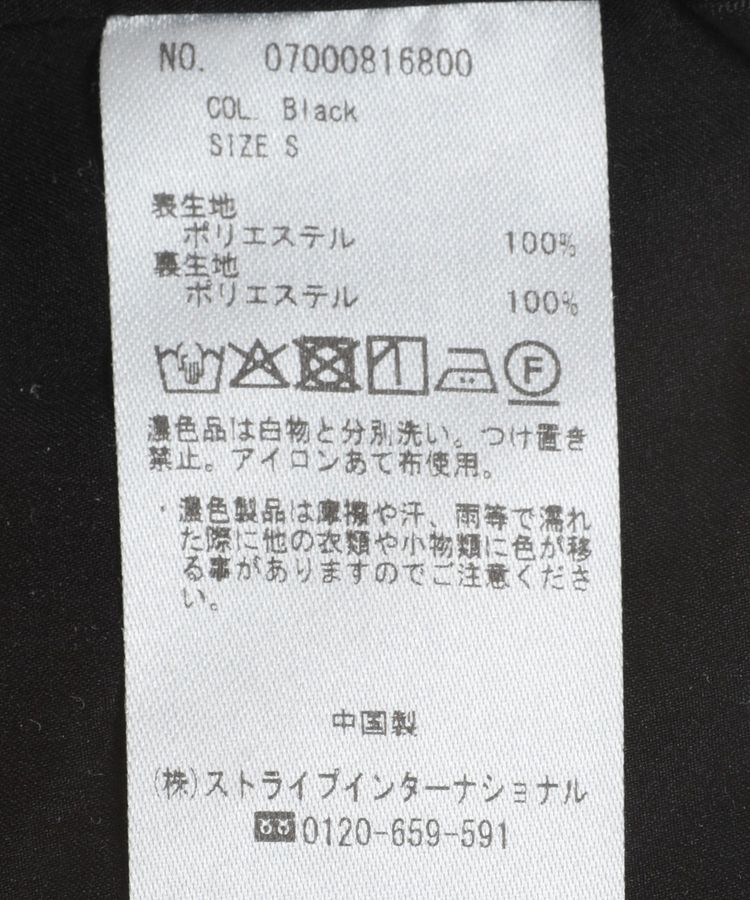 NO. 07000816800
COL. Black
SIZE S
表生地
ポリエステル 100%
裏生地
ポリエステル 100%
F
濃色品は白物と分別洗い。つけ置き
禁止。アイロンあて布使用。
・濃色製品は摩擦や汗、雨等で濡れ
た際に他の衣類や小物類に色が移
る事がありますのでご注意くださ
い。
中国製
(株)ストライプインターナショナル
0120-659-591